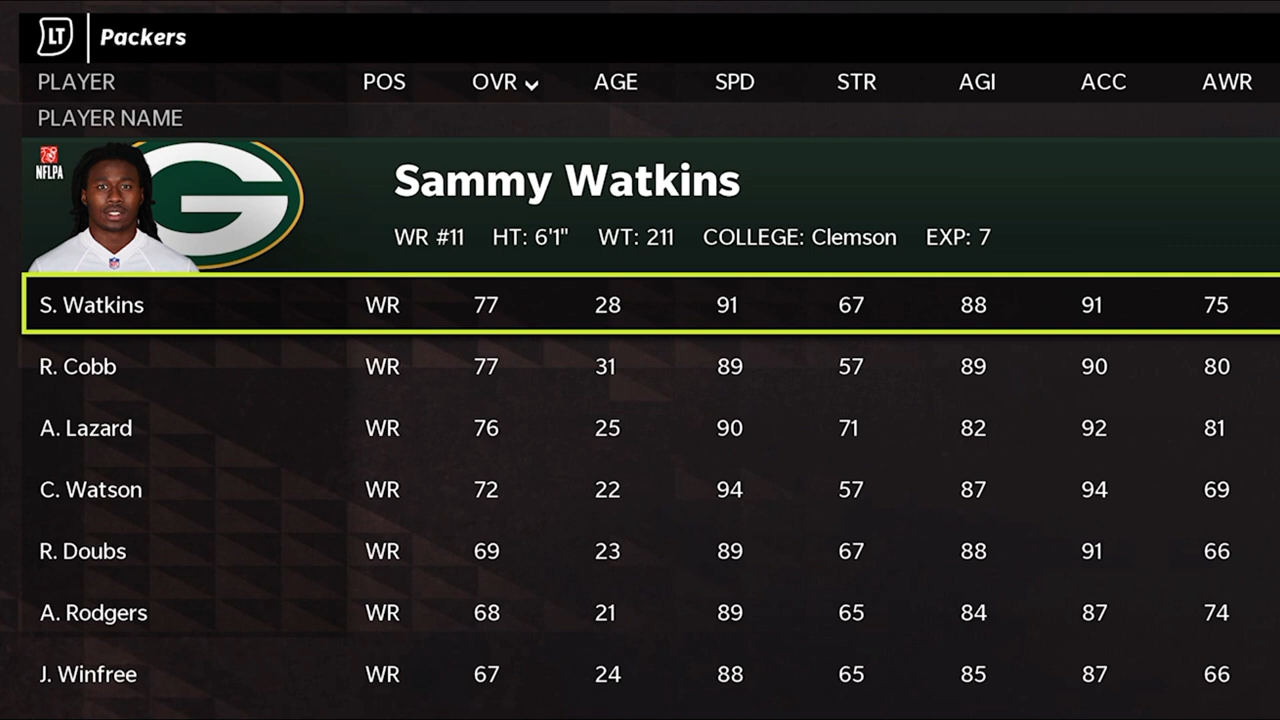 LT Packers
PLAYER POS OVR AGE SPD STR AGI ACC AWR
PLAYER NAME
NFLPA
G
Sammy Watkins
WR #11 HT: 6'1" WT: 211 COLLEGE: Clemson EXP: 7
S. Watkins WR 77 28 91 67 88 91 75
R. Cobb WR 77 31 89 57 89 90 80
A. Lazard WR 76 25 90 71 82 92 81
C. Watson WR 72 22 94 57 87 94 69
R. Doubs WR 69 23 89 67 88 91 66
A. Rodgers WR 68 21 89 65 84 87 74
J. Winfree WR 67 24 88 65 85 87 66